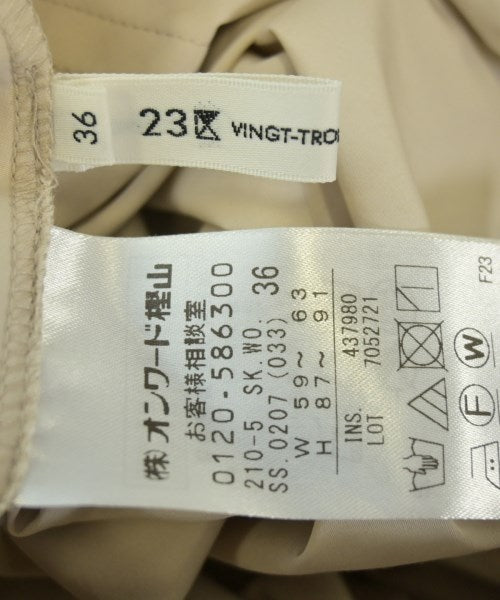 36
23区 VINGT-TROI
(株)オンワード樫山
お客様相談室
0120-586300
210-5 SK.WO.
SS.0207 (033) 36
W 59~ 63
H 87~ 91
INS. 437980
LOT 7052721
W
F
F23